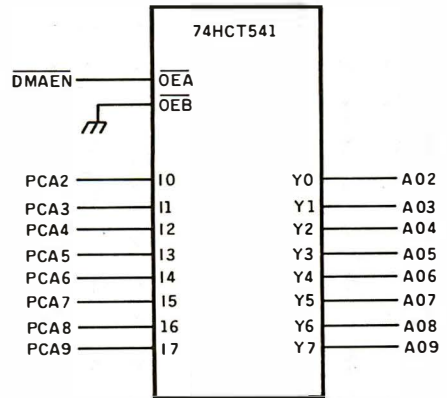 74HCT541
DMAEN OEA
OEB
PCA2 I0 Y0 A02
PCA3 I1 Y1 A03
PCA4 I2 Y2 A04
PCA5 I3 Y3 A05
PCA6 I4 Y4 A06
PCA7 I5 Y5 A07
PCA8 I6 Y6 A08
PCA9 I7 Y7 A09